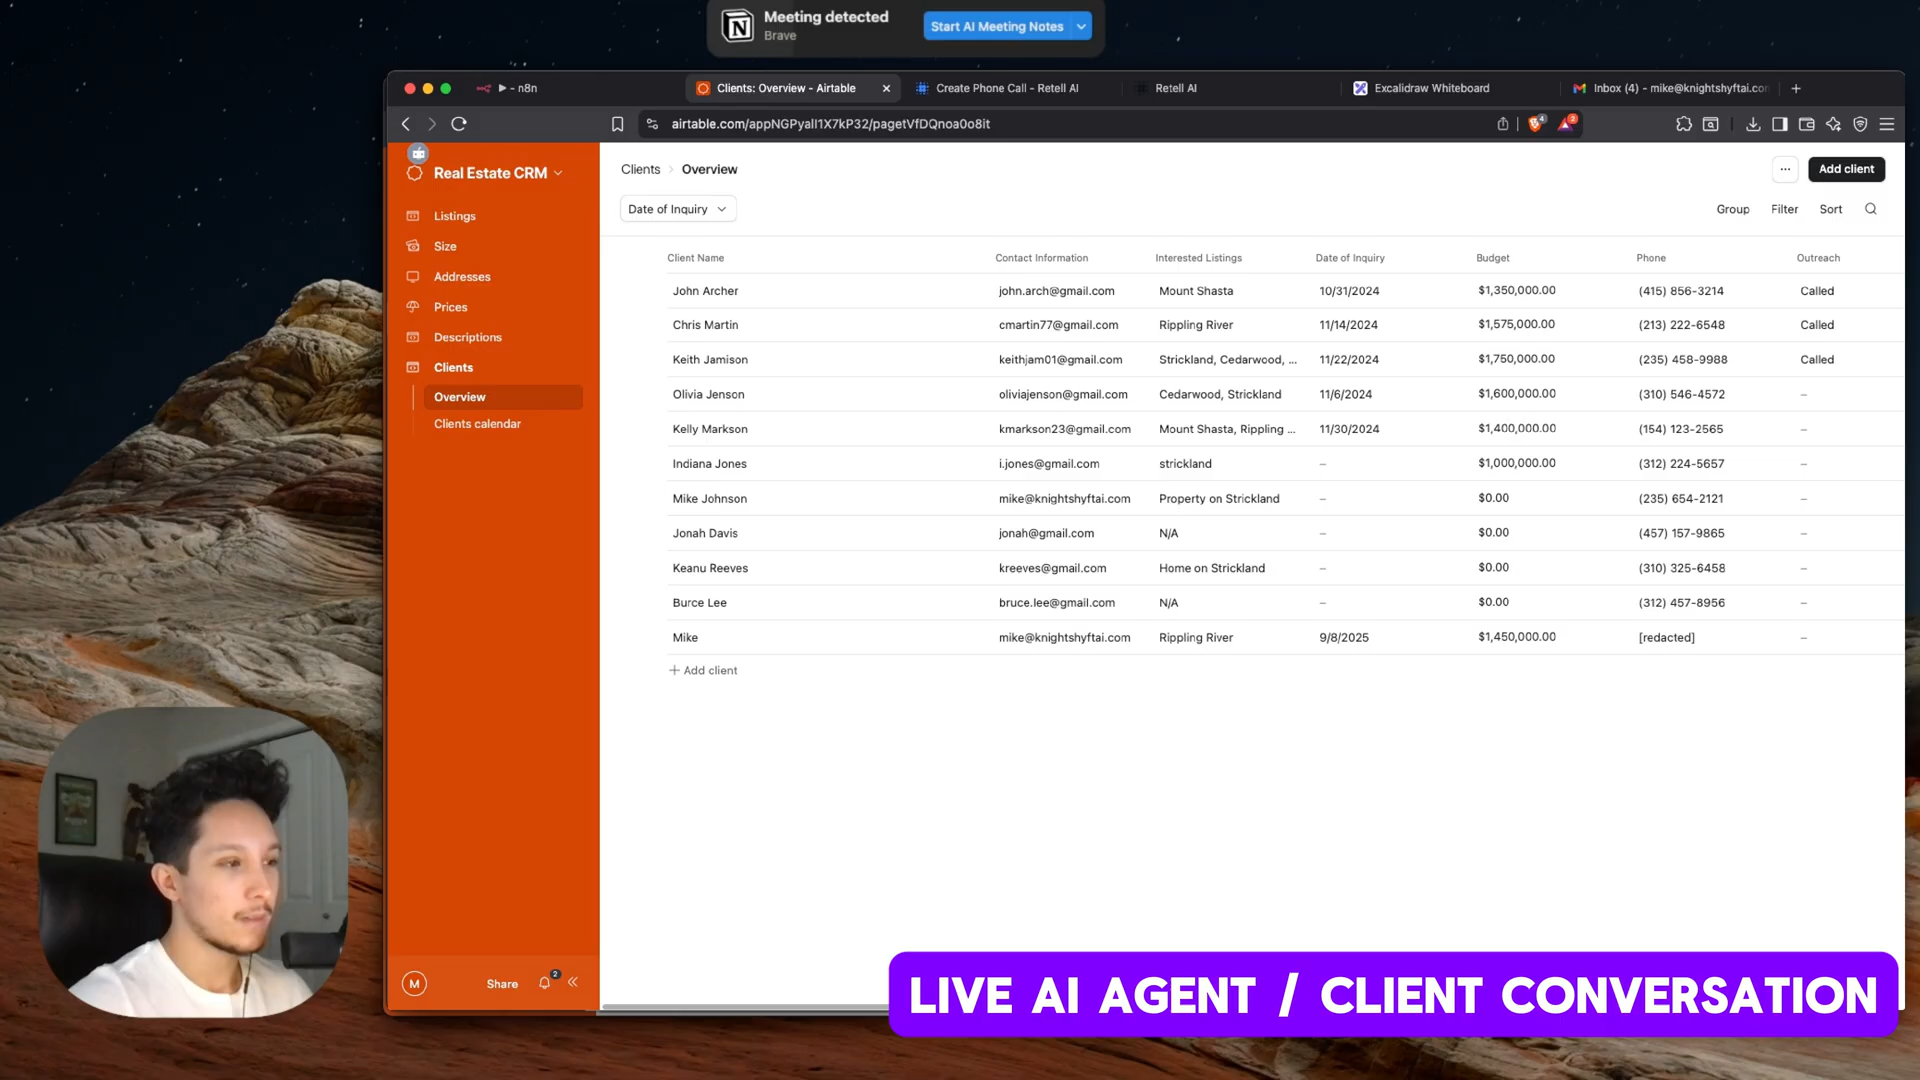 Meeting detected
Brave
Start AI Meeting Notes
- n8n
Clients: Overview - Airtable
Create Phone Call - Retell AI
Retell AI
Excalidraw Whiteboard
Inbox (4) - mike@knightshyftai.co
airtable.com/appNGPyalI1X7kP32/pagetVfDQnoa0o8it
4
2
Real Estate CRM
Listings
Size
Addresses
Prices
Descriptions
Clients
Overview
Clients calendar
M
Share
2
Clients > Overview
... Add client
Date of Inquiry
Group Filter Sort
Client Name Contact Information Interested Listings Date of Inquiry Budget Phone Outreach
John Archer john.arch@gmail.com Mount Shasta 10/31/2024 $1,350,000.00 (415) 856-3214 Called
Chris Martin cmartin77@gmail.com Rippling River 11/14/2024 $1,575,000.00 (213) 222-6548 Called
Keith Jamison keithjam01@gmail.com Strickland, Cedarwood, ... 11/22/2024 $1,750,000.00 (235) 458-9988 Called
Olivia Jenson oliviajenson@gmail.com Cedarwood, Strickland 11/6/2024 $1,600,000.00 (310) 546-4572 –
Kelly Markson kmarkson23@gmail.com Mount Shasta, Rippling ... 11/30/2024 $1,400,000.00 (154) 123-2565 –
Indiana Jones i.jones@gmail.com strickland – $1,000,000.00 (312) 224-5657 –
Mike Johnson mike@knightshyftai.com Property on Strickland – $0.00 (235) 654-2121 –
Jonah Davis jonah@gmail.com N/A – $0.00 (457) 157-9865 –
Keanu Reeves kreeves@gmail.com Home on Strickland – $0.00 (310) 325-6458 –
Burce Lee bruce.lee@gmail.com N/A – $0.00 (312) 457-8956 –
Mike mike@knightshyftai.com Rippling River 9/8/2025 $1,450,000.00 [redacted] –
+ Add client
LIVE AI AGENT / CLIENT CONVERSATION